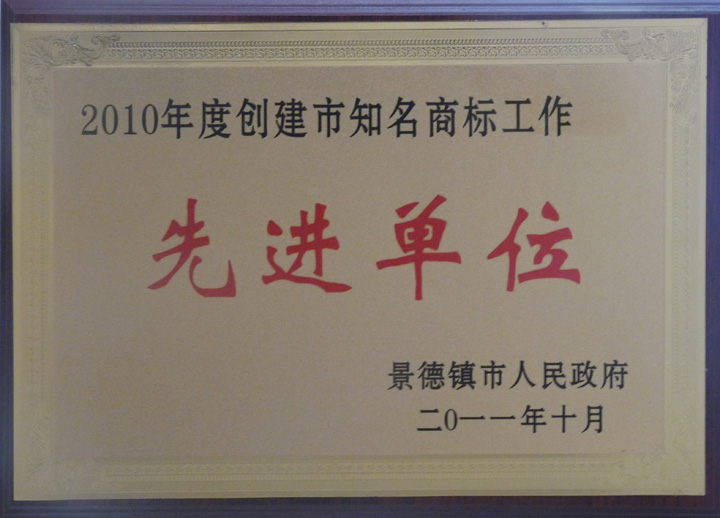 2010年度创建市知名商标工作
先进单位
景德镇市人民政府
二0一一年十月